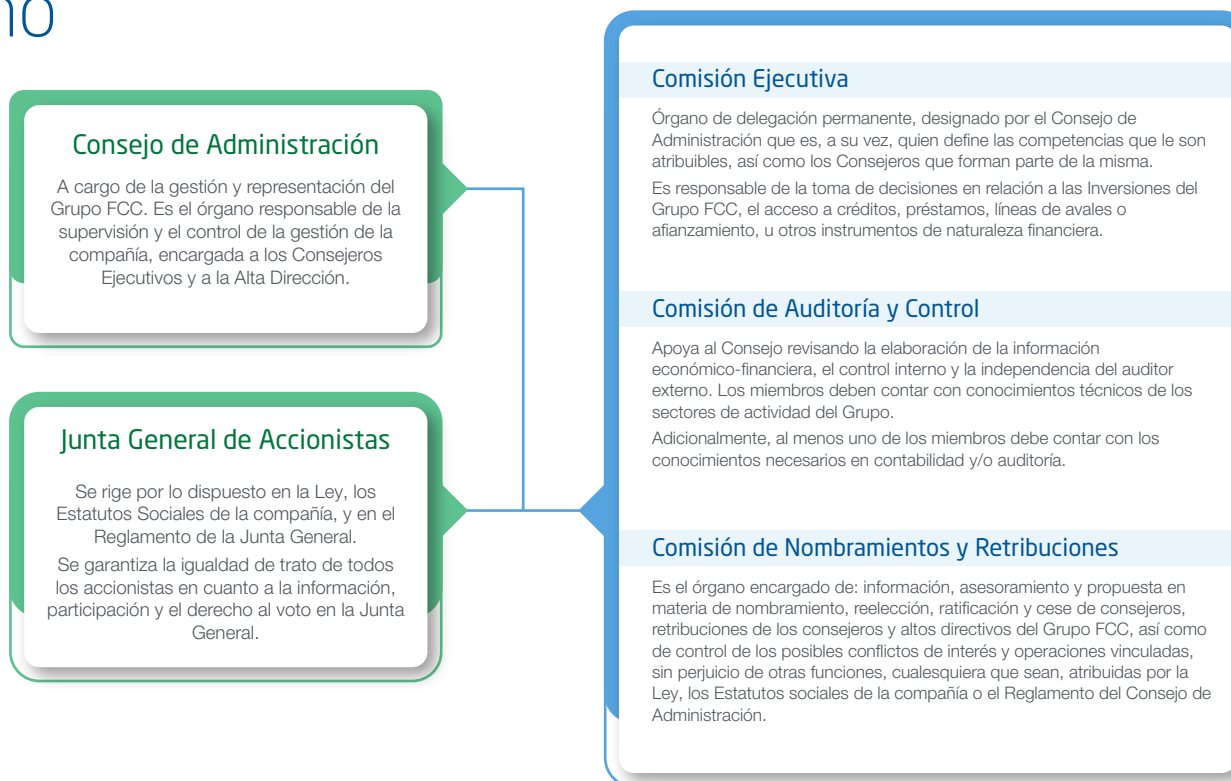 no
Consejo de Administración
A cargo de la gestión y representación del
Grupo FCC. Es el órgano responsable de la
supervisión y el control de la gestión de la
compañía, encargada a los Consejeros
Ejecutivos y a la Alta Dirección.
Junta General de Accionistas
Se rige por lo dispuesto en la Ley, los
Estatutos Sociales de la compañía, y en el
Reglamento de la Junta General.
Se garantiza la igualdad de trato de todos
los accionistas en cuanto a la información,
participación y el derecho al voto en la Junta
General.
Comisión Ejecutiva
Órgano de delegación permanente, designado por el Consejo de
Administración que es, a su vez, quien define las competencias que le son
atribuibles, así como los Consejeros que forman parte de la misma.
Es responsable de la toma de decisiones en relación a las Inversiones del
Grupo FCC, el acceso a créditos, préstamos, líneas de avales o
afianzamiento, u otros instrumentos de naturaleza financiera.
Comisión de Auditoría y Control
Apoya al Consejo revisando la elaboración de la información
económico-financiera, el control interno y la independencia del auditor
externo. Los miembros deben contar con conocimientos técnicos de los
sectores de actividad del Grupo.
Adicionalmente, al menos uno de los miembros debe contar con los
conocimientos necesarios en contabilidad y/o auditoría.
Comisión de Nombramientos y Retribuciones
Es el órgano encargado de: información, asesoramiento y propuesta en
materia de nombramiento, reelección, ratificación y cese de consejeros,
retribuciones de los consejeros y altos directivos del Grupo FCC, así como
de control de los posibles conflictos de interés y operaciones vinculadas,
sin perjuicio de otras funciones, cualesquiera que sean, atribuidas por la
Ley, los Estatutos sociales de la compañía o el Reglamento del Consejo de
Administración.